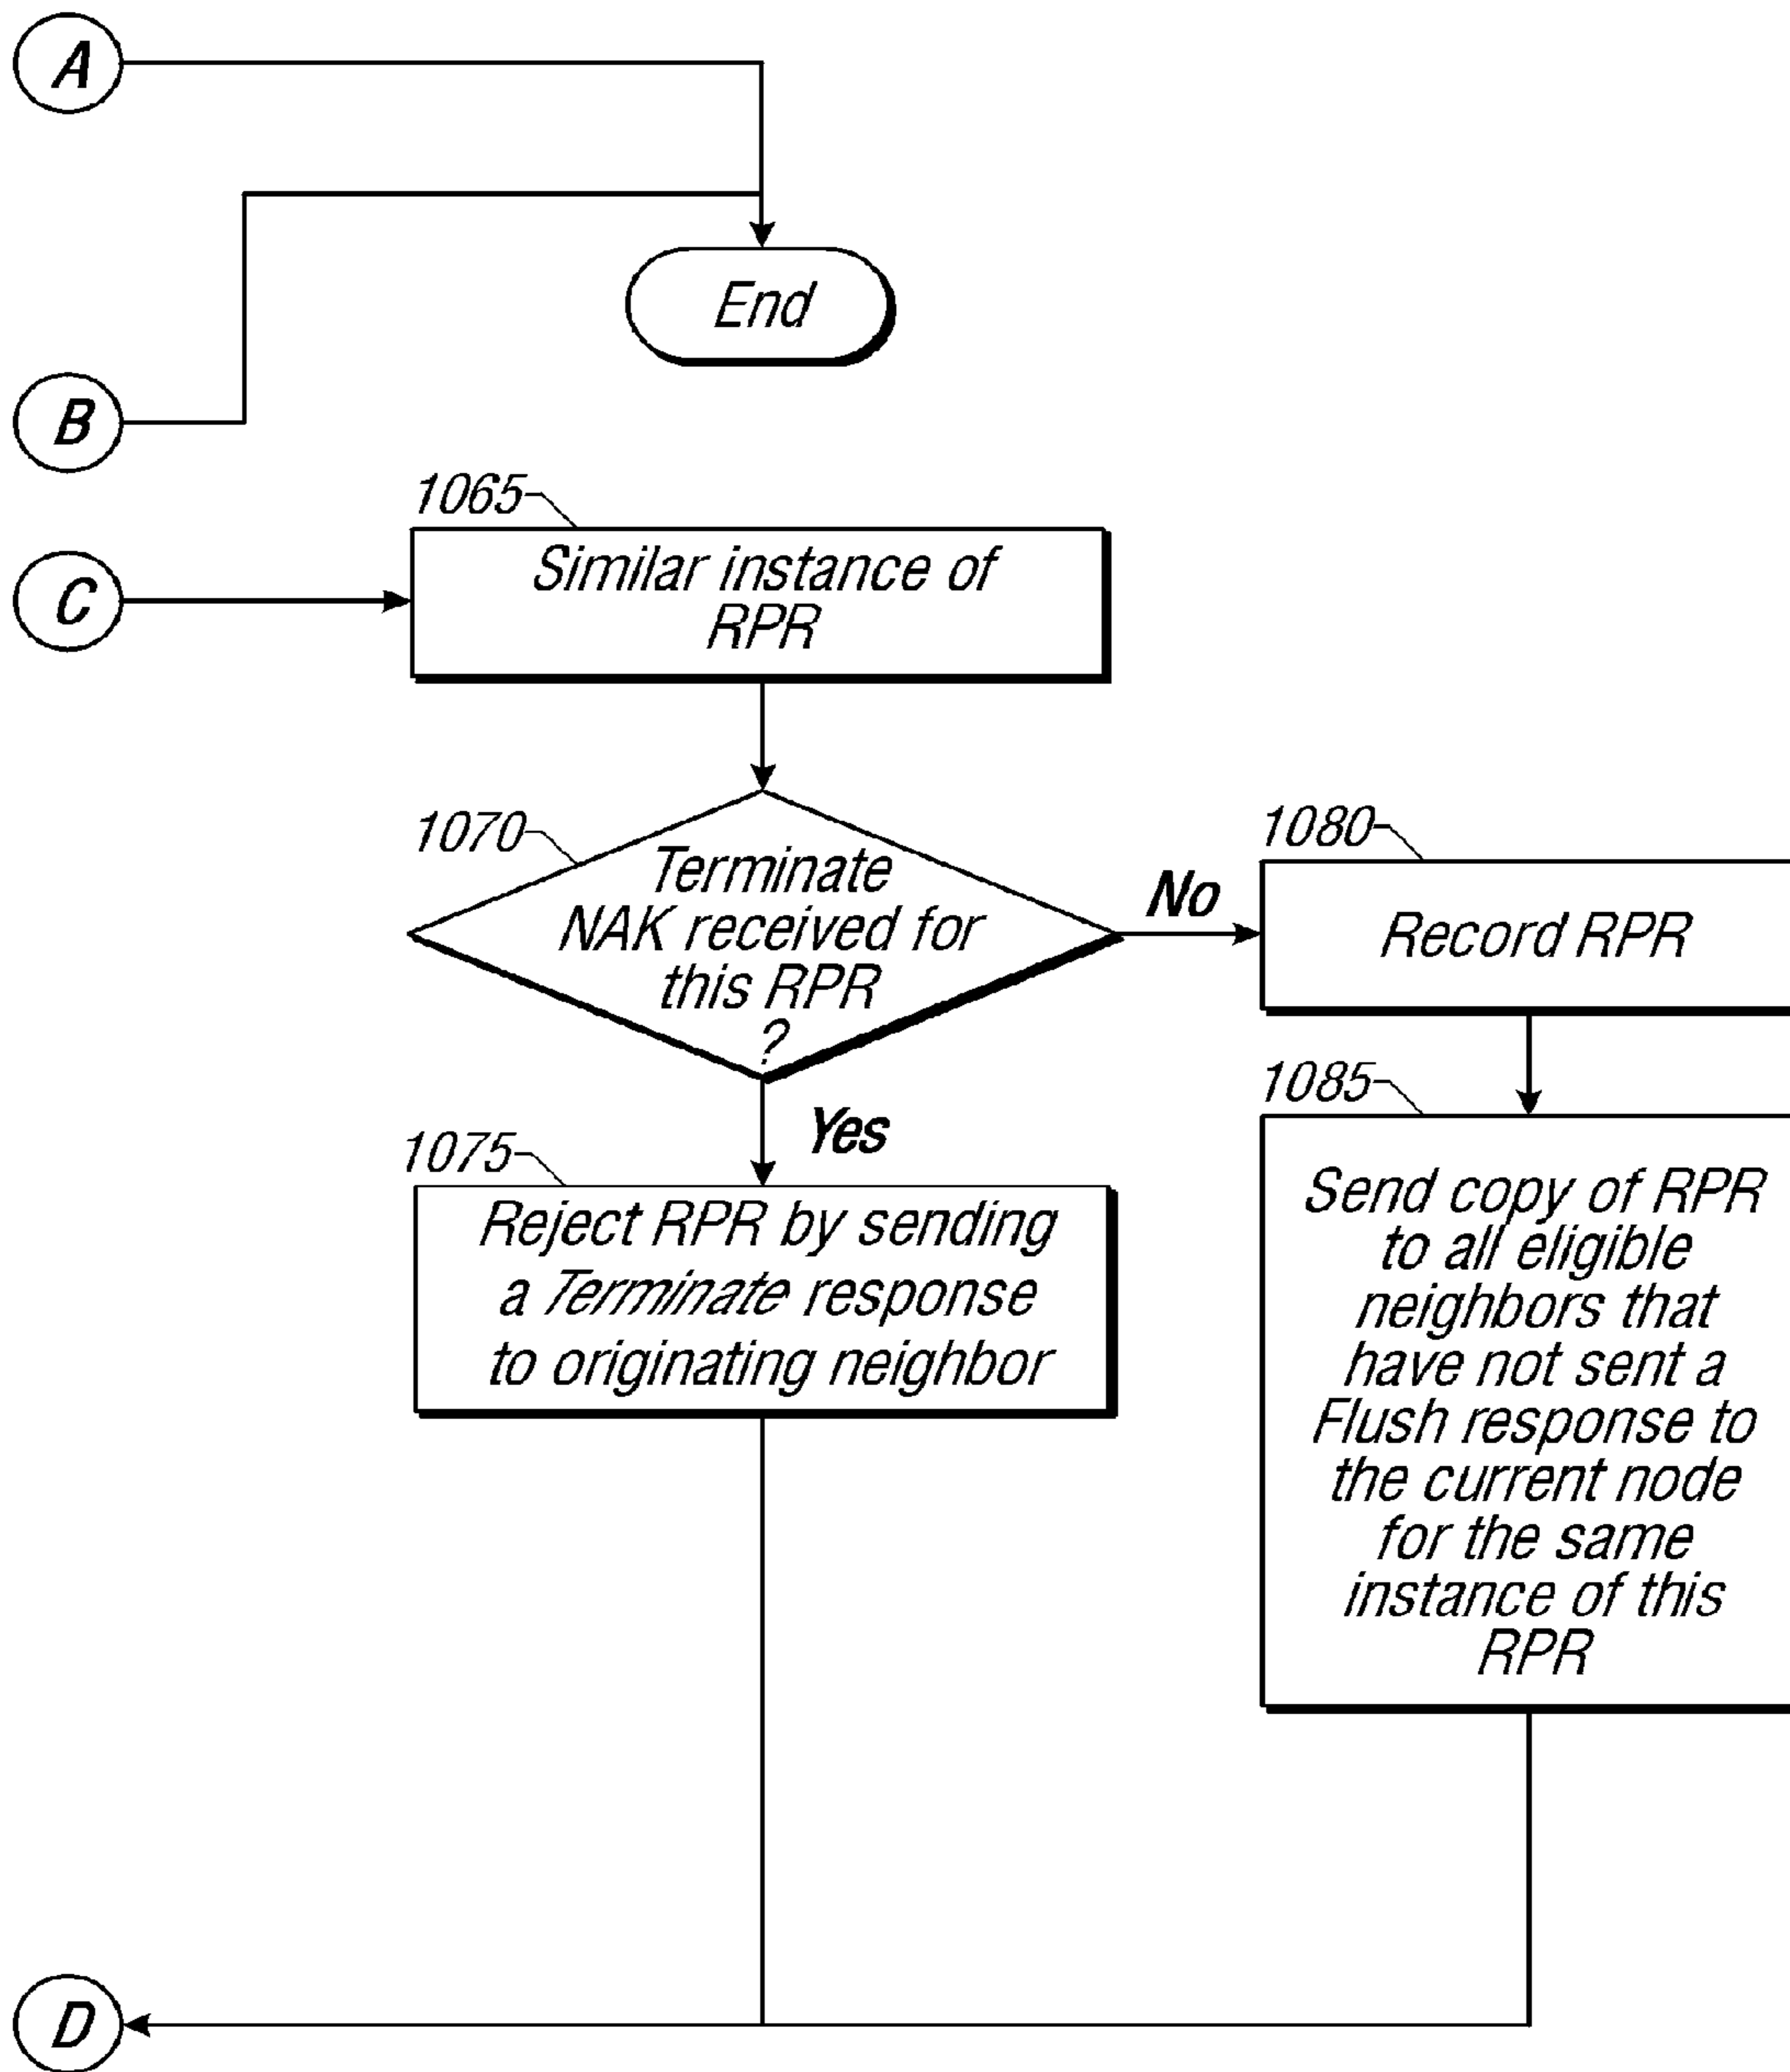 A
End
B
1065
C
Similar instance of
RPR
1070
Terminate
NAK received for
this RPR
?
No
1080
Record RPR
Yes
1075
Reject RPR by sending
a Terminate response
to originating neighbor
1085
Send copy of RPR
to all eligible
neighbors that
have not sent a
Flush response to
the current node
for the same
instance of this
RPR
D